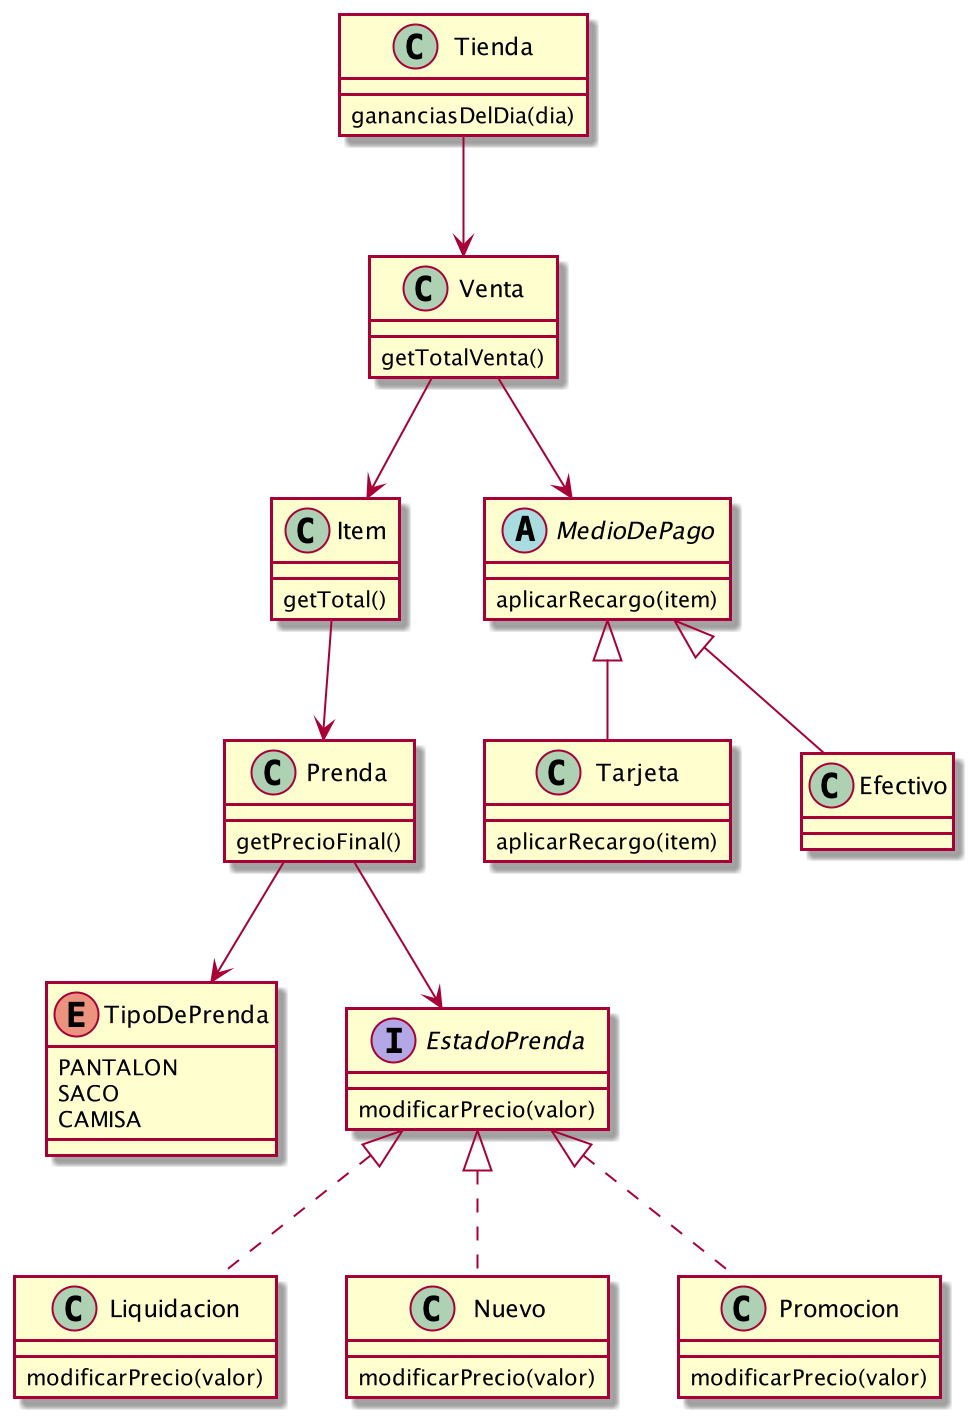 C Tienda
gananciasDelDia(dia)
C Venta
getTotalVenta()
C Item
getTotal()
A MedioDePago
aplicarRecargo(item)
C Prenda
getPrecioFinal()
C Tarjeta
aplicarRecargo(item)
C Efectivo
E TipoDePrenda
PANTALON
SACO
CAMISA
I EstadoPrenda
modificarPrecio(valor)
C Liquidacion
modificarPrecio(valor)
C Nuevo
modificarPrecio(valor)
C Promocion
modificarPrecio(valor)